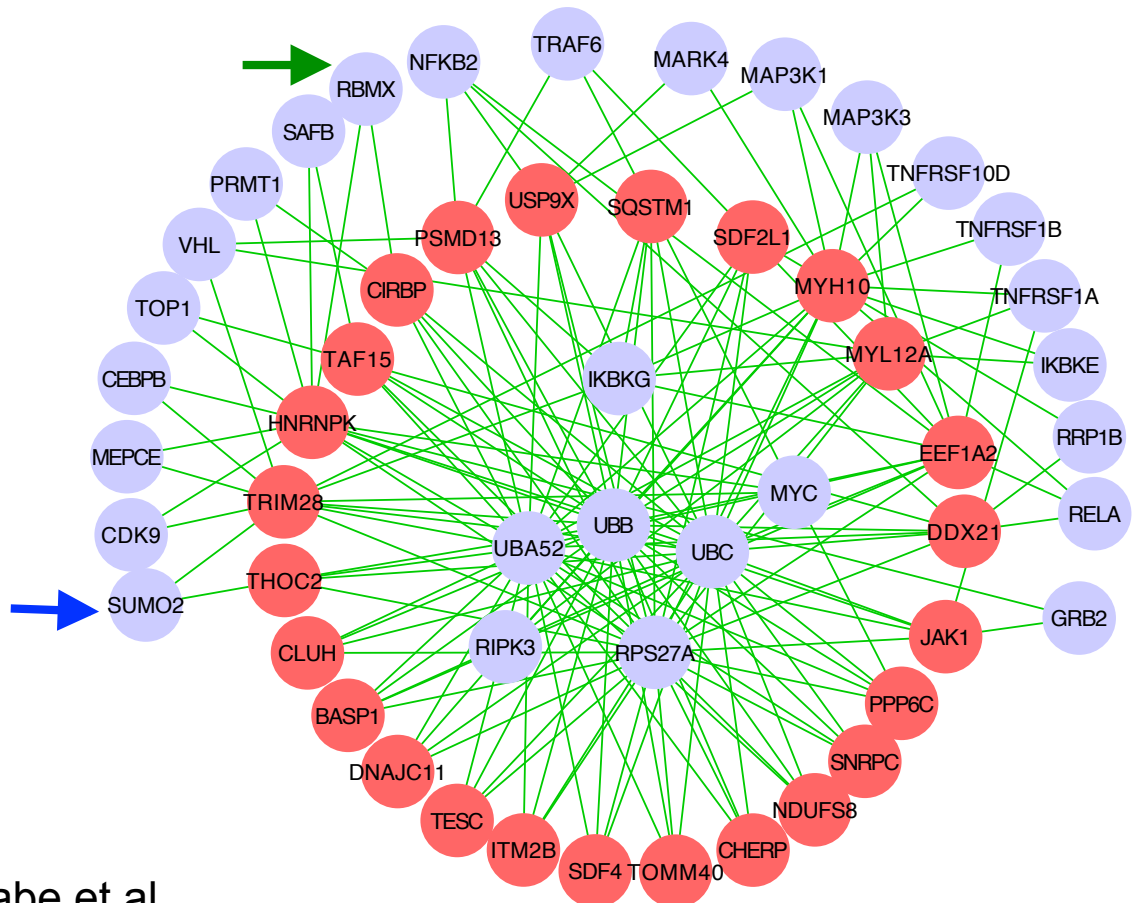 TRAF6
NFKB2
MARK4
MAP3K1
RBMX
MAP3K3
SAFB
TNFRSF10D
PRMT1
USP9X
SQSTM1
TNFRSF1B
PSMD13
SDF2L1
VHL
CIRBP
MYH10
TNFRSF1A
TOP1
TAF15
MYL12A
IKBKE
CEBPB
IKBKG
HNRNPK
RRP1B
MEPCE
EEF1A2
TRIM28
MYC
RELA
CDK9
UBB
UBA52
UBC
DDX21
SUMO2
THOC2
GRB2
CLUH
RIPK3
RPS27A
JAK1
BASP1
PPP6C
DNAJC11
SNRPC
TESC
NDUFS8
ITM2B
CHERP
SDF4
TOMM40
et al